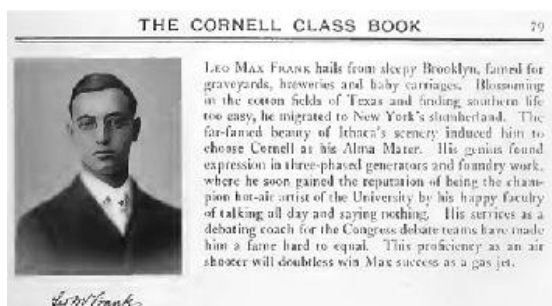 THE CORNELL CLASS BOOK 79
LEO MAX FRANK hails from sleepy Brooklyn, famed for
graveyards, breweries and baby carriages. Blossoming
in the cotton fields of Texas and finding southern life
too easy, he migrated to New York's slumberland. The
far-famed beauty of Ithaca's scenery induced him to
choose Cornell as his Alma Mater. His genius found
expression in three-phased generators and foundry work,
where he soon gained the reputation of being the cham-
pion hot-air artist of the University by his happy faculty
of talking all day and saying nothing. His services as a
debating coach for the Congress debate teams have made
him a fame hard to equal. This proficiency as an air
shooter will doubtless win Max success as a gas jet.
Leo M Frank